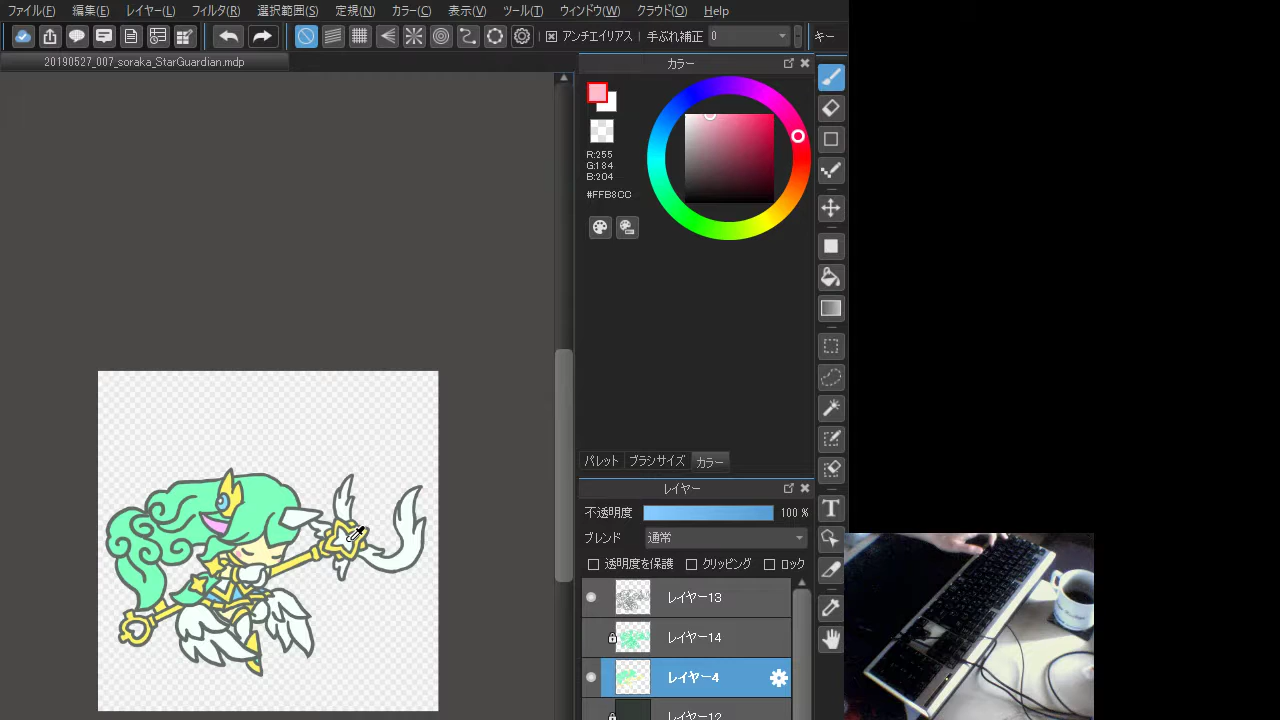 ファイル(F) 編集(E) レイヤー(L) フィルタ(R) 選択範囲(S) 定規(N) カラー(C) 表示(V) ツール(T) ウィンドウ(W) クラウド(O) Help
アンチエイリアス 手ぶれ補正 0 キー
20190527_007_soraka_StarGuardian.mdp
カラー
R:255
G:184
B:204
#FFB8CC
パレット ブラシサイズ カラー
レイヤー
不透明度 100 %
ブレンド 通常
透明度を保護 クリッピング ロック
レイヤー13
レイヤー14
レイヤー4
レイヤー12